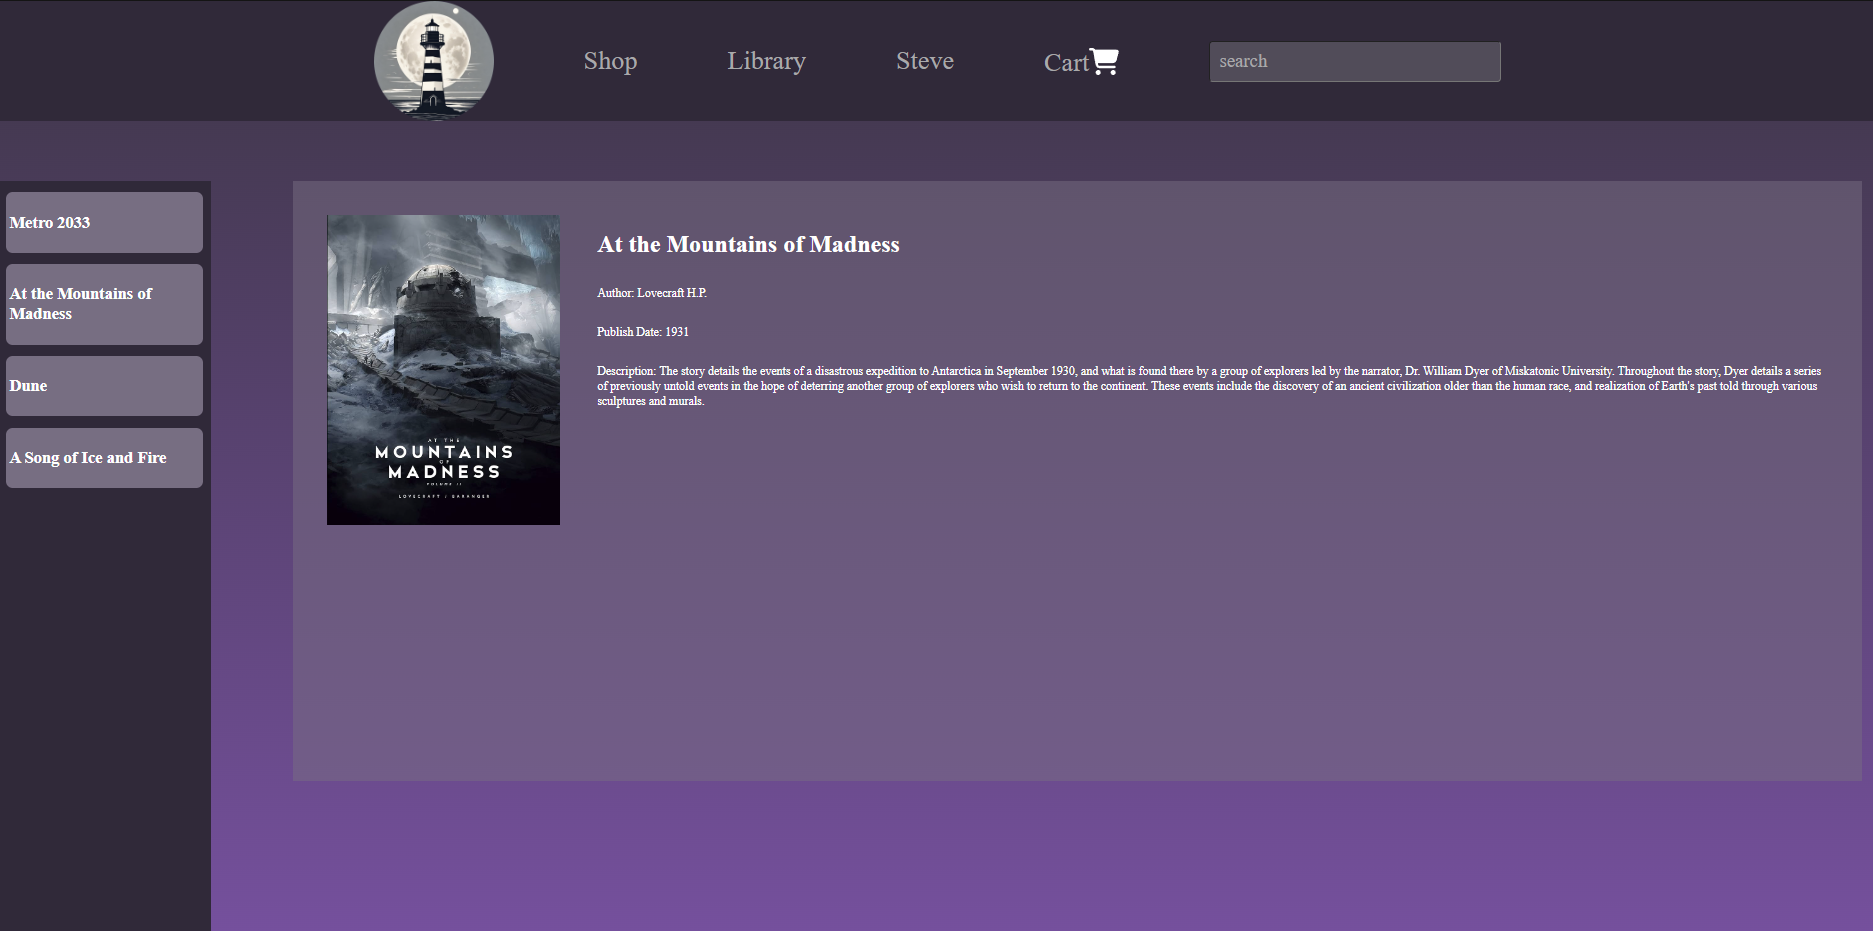 Shop
Library
Steve
Cart
search
Metro 2033
At the Mountains of
Madness
Dune
A Song of Ice and Fire
AT THE
MOUNTAINS
OF
MADNESS
VOLUME II
LOVECRAFT / BARANGER
At the Mountains of Madness
Author: Lovecraft H.P.
Publish Date: 1931
Description: The story details the events of a disastrous expedition to Antarctica in September 1930, and what is found there by a group of explorers led by the narrator, Dr. William Dyer of Miskatonic University. Throughout the story, Dyer details a series
of previously untold events in the hope of deterring another group of explorers who wish to return to the continent. These events include the discovery of an ancient civilization older than the human race, and realization of Earth's past told through various
sculptures and murals.